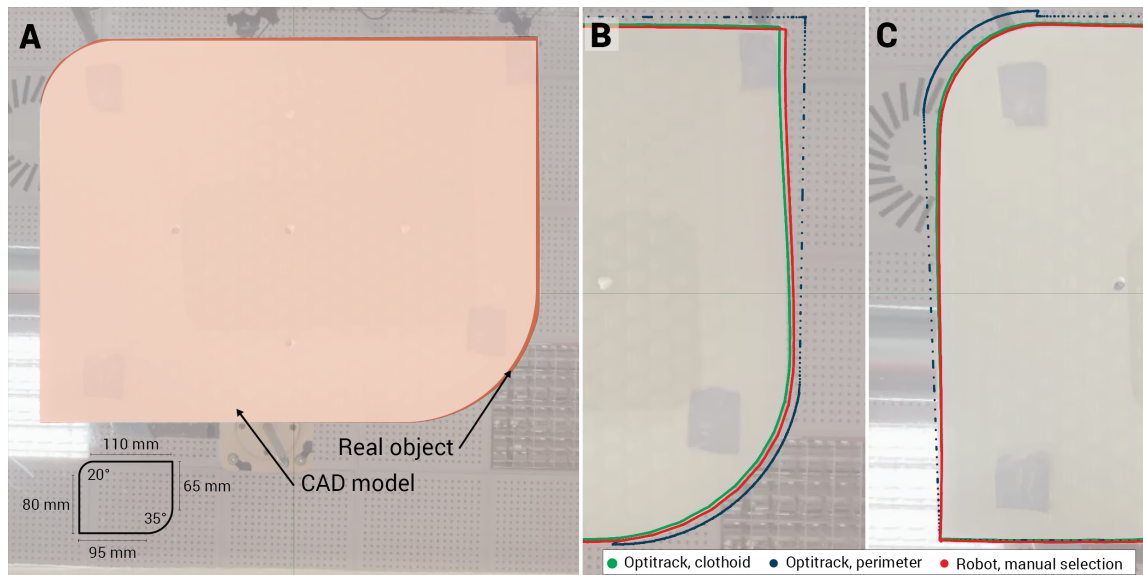 A
B
C
Real object
CAD model
110 mm
20°
80 mm
65 mm
35°
95 mm
Optitrack, clothoid
Optitrack, perimeter
Robot, manual selection